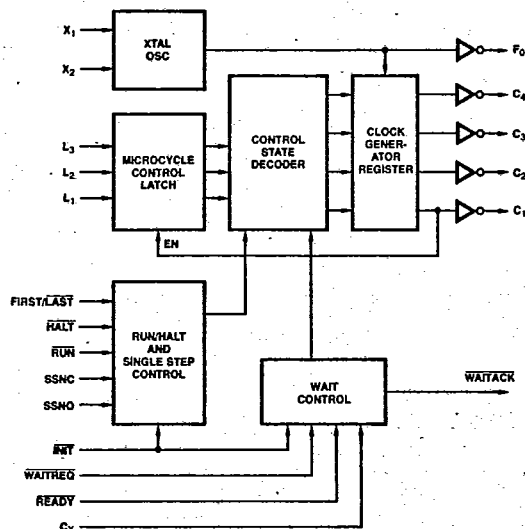 X1
XTAL
OSC
X2
F0
C4
L3
MICROCYCLE
CONTROL
LATCH
L2
L1
CONTROL
STATE
DECODER
CLOCK
GENER-
ATOR
REGISTER
C3
C2
C1
EN
FIRST/LAST
HALT
RUN
SSNC
SSNO
RUN/HALT
AND
SINGLE STEP
CONTROL
WAIT
CONTROL
WAITACK
INIT
WAITREQ
READY
CX